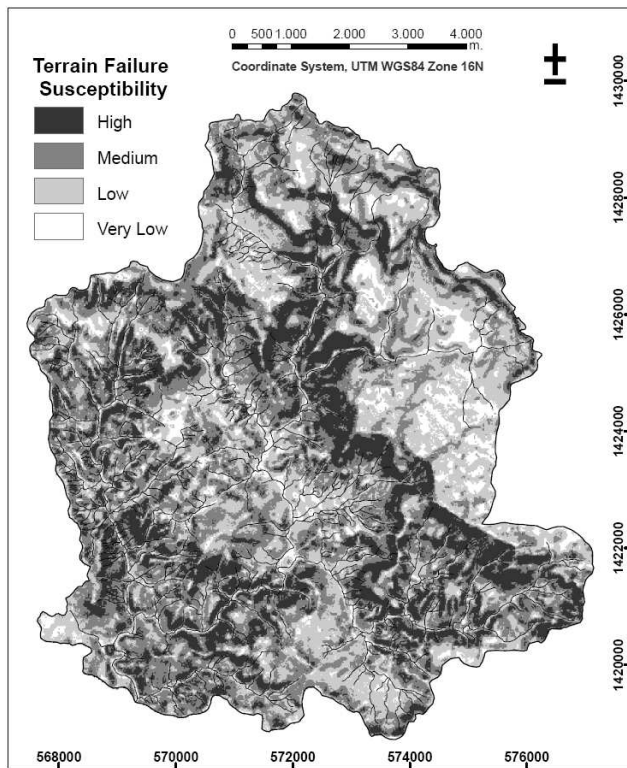 0 500 1.000 2.000 3.000 4.000
m.
Coordinate System, UTM WGS84 Zone 16N
Terrain Failure
Susceptibility
High
Medium
Low
Very Low
1430000
1428000
1426000
1424000
1422000
1420000
568000 570000 572000 574000 576000